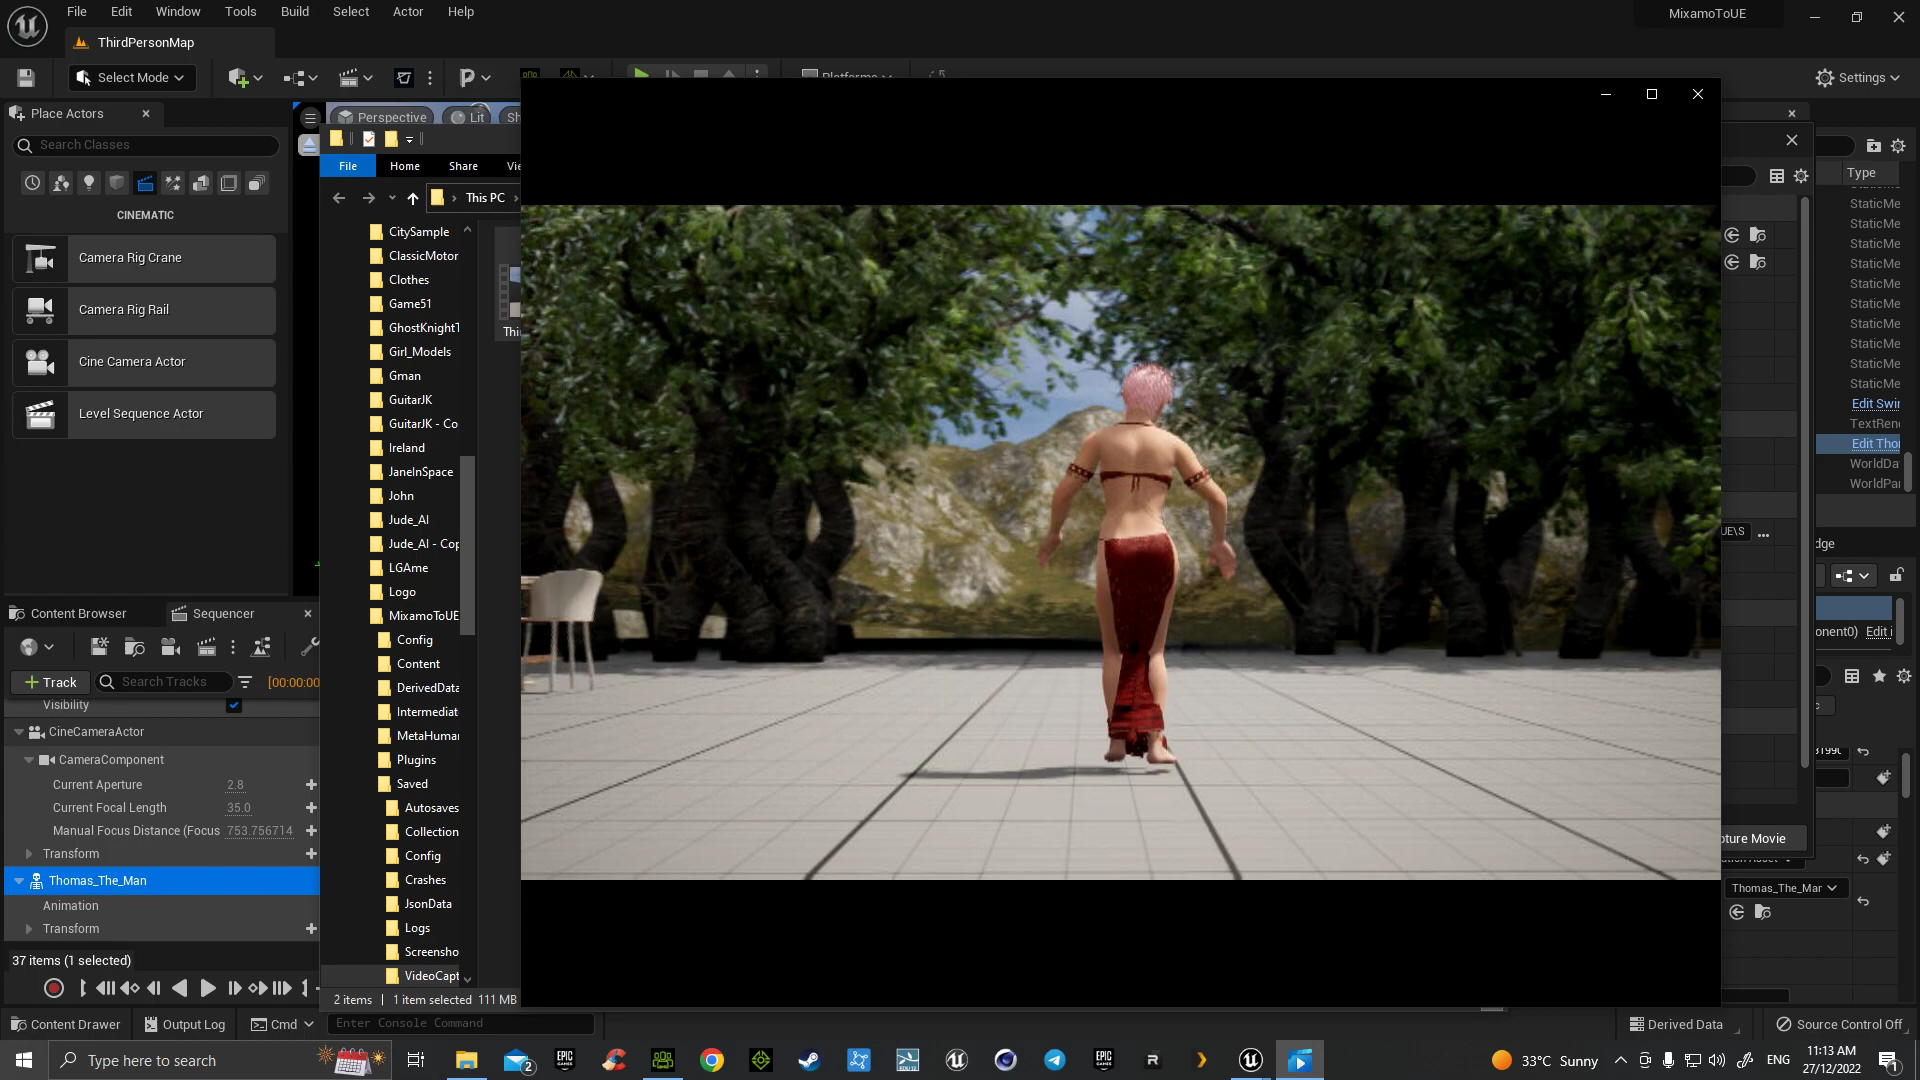 File Edit Window Tools Build Select Actor Help
MixamoToUE
ThirdPersonMap
Select Mode
Platforms
Settings
Place Actors
Perspective
Lit
Search Classes
File Home Share
This PC
Type
CINEMATIC
Camera Rig Crane
Camera Rig Rail
Cine Camera Actor
Level Sequence Actor
CitySample
ClassicMotor
Clothes
Game51
GhostKnightT
Girl_Models
Gman
GuitarJK
GuitarJK - Co
Ireland
JaneInSpace
John
Jude_AI
Jude_AI - Cop
LGAme
Logo
MixamoToUE
Config
Content
DerivedData
Intermediat
MetaHuman
Plugins
Saved
Autosaves
Collection
Config
Crashes
JsonData
Logs
Screensho
VideoCapt
Thi
StaticMe
StaticMe
StaticMe
StaticMe
StaticMe
StaticMe
StaticMe
StaticMe
StaticMe
StaticMe
Edit Swi
TextRen
Edit Tho
WorldDa
WorldPar
UE\S
...
dge
onent0) Edit i
Content Browser
Sequencer
+ Track
Search Tracks
[00:00:00
Visibility
CineCameraActor
CameraComponent
Current Aperture 2.8
Current Focal Length 35.0
Manual Focus Distance (Focus 753.756714
Transform
Thomas_The_Man
Animation
Transform
37 items (1 selected)
pture Movie
Thomas_The_Mar
2 items 1 item selected 111 MB
Content Drawer
Output Log
Cmd
Enter Console Command
Derived Data
Source Control Off
Type here to search
33°C Sunny
ENG
11:13 AM
27/12/2022